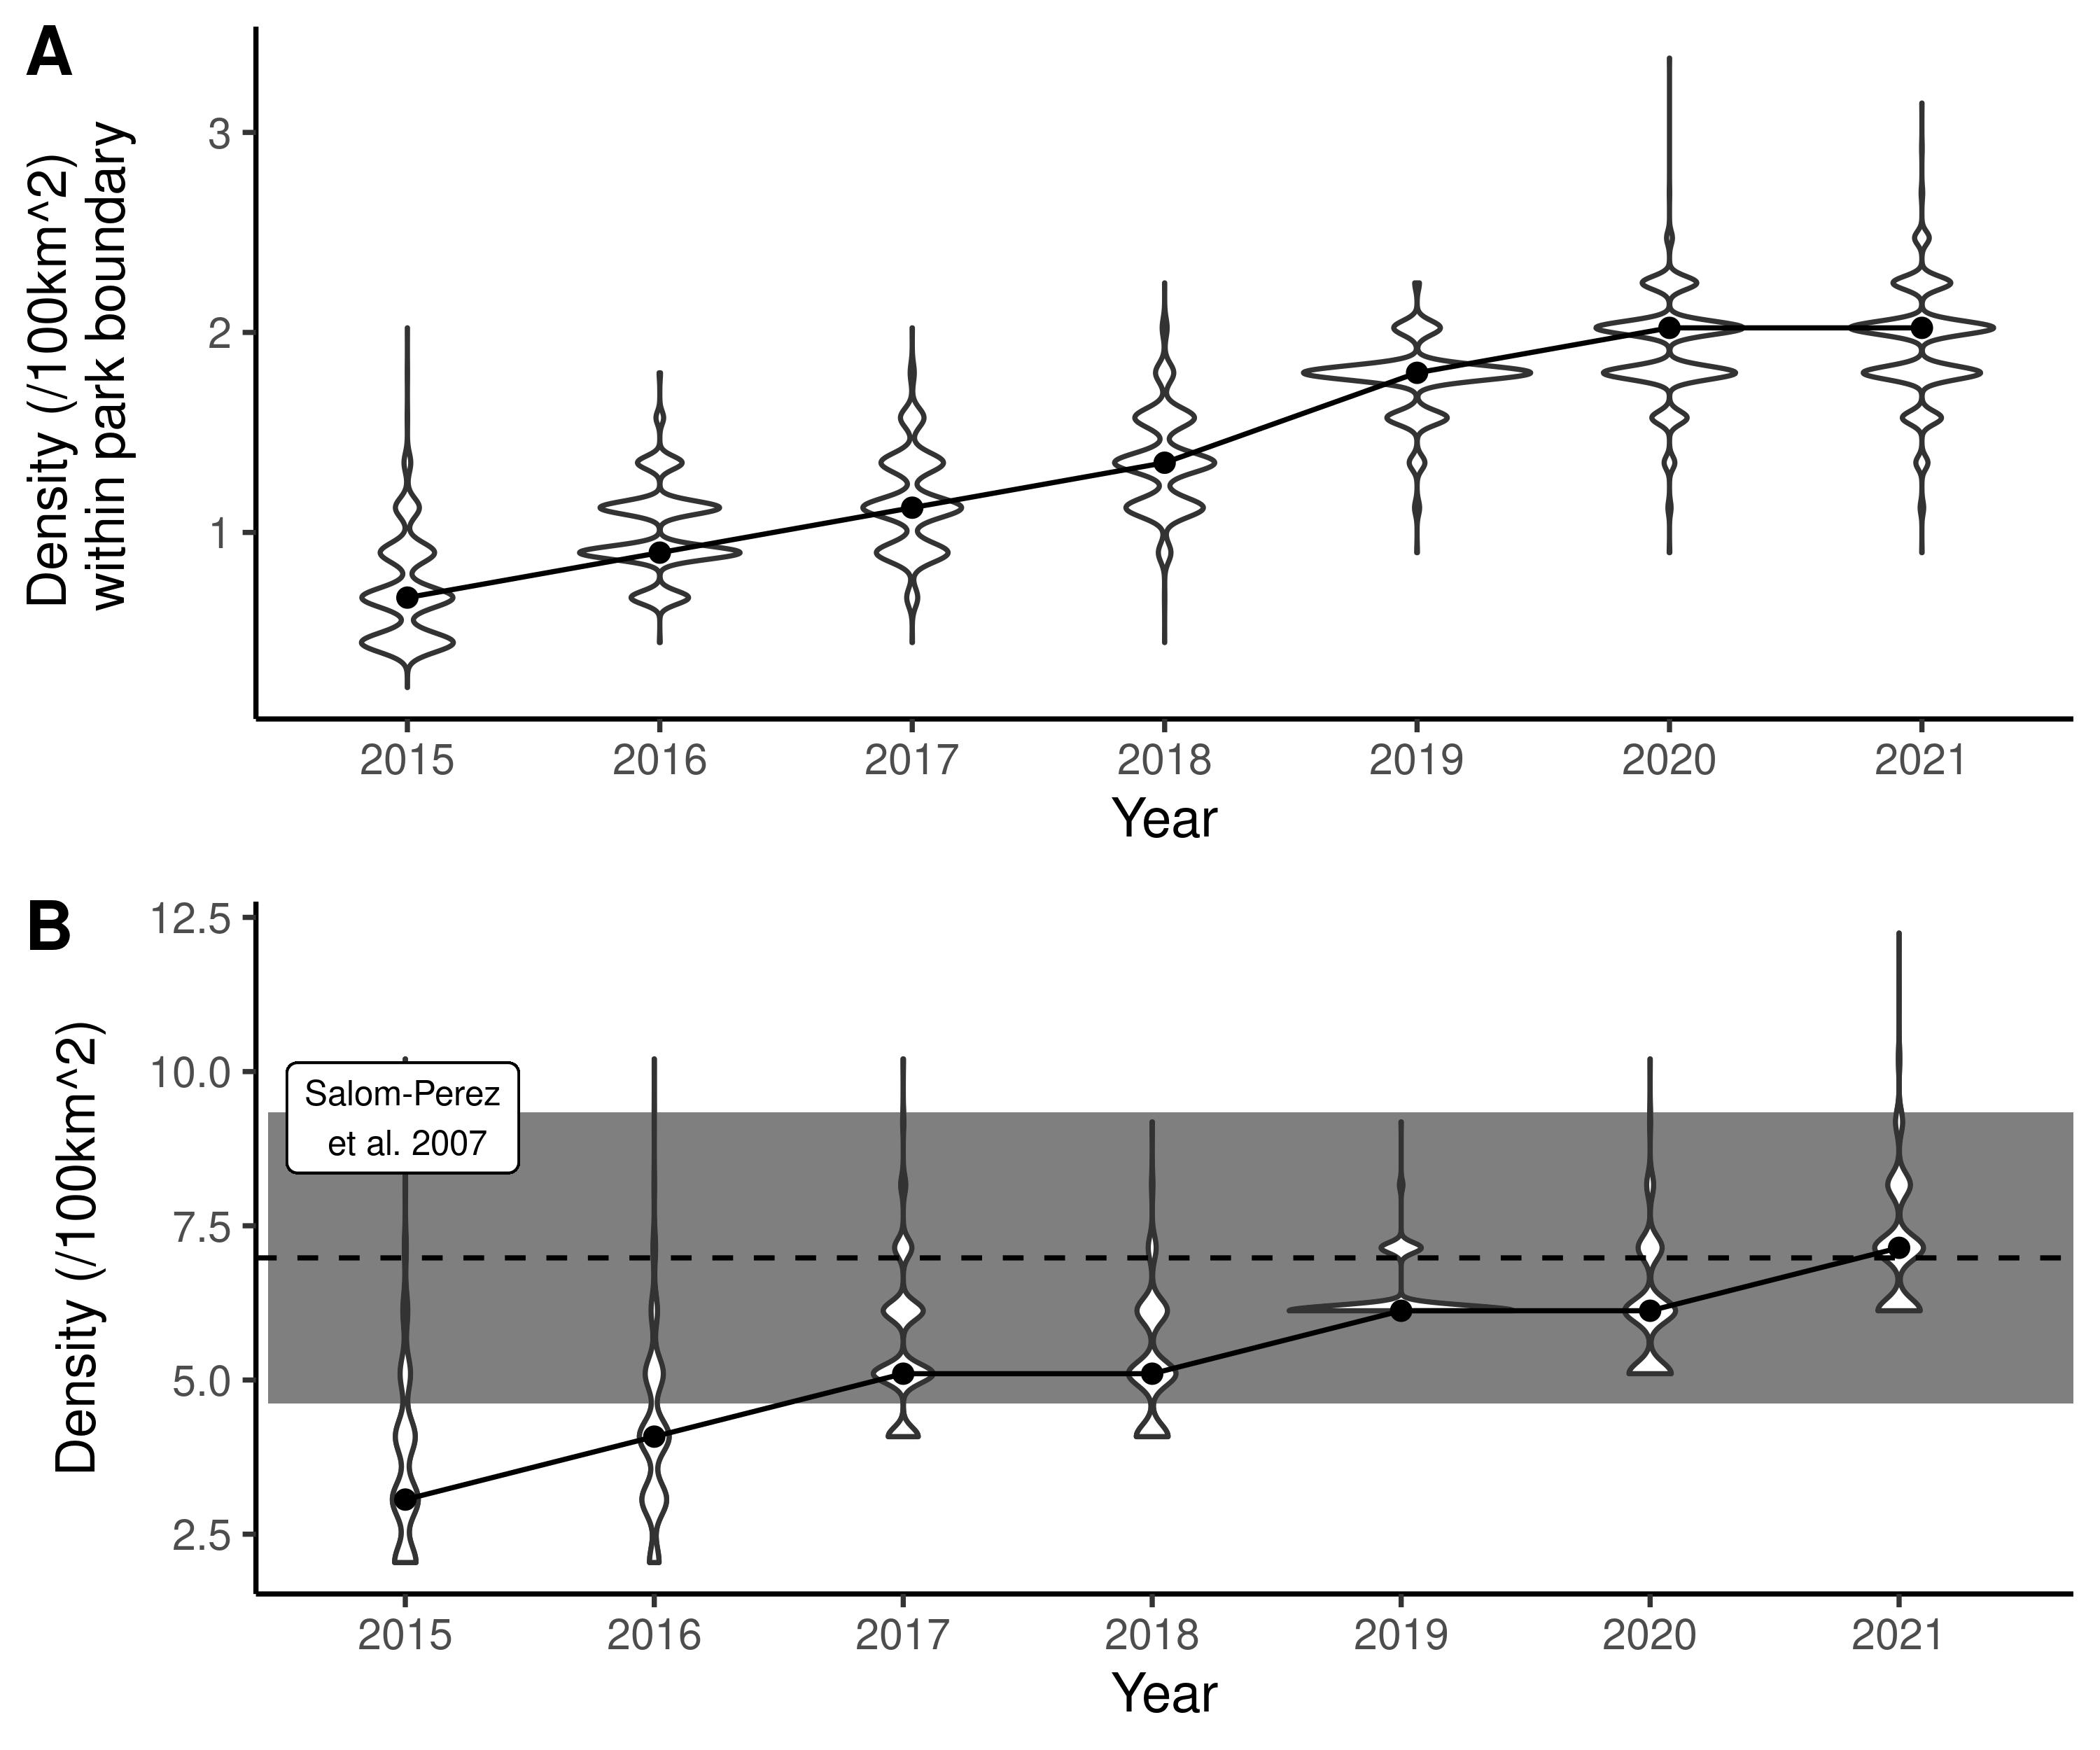 A
Density (/100km^2)
within park boundary
3
2
1
2015 2016 2017 2018 2019 2020 2021
Year
B
Density (/100km^2)
12.5
10.0
7.5
5.0
2.5
Salom-Perez
et al. 2007
2015 2016 2017 2018 2019 2020 2021
Year